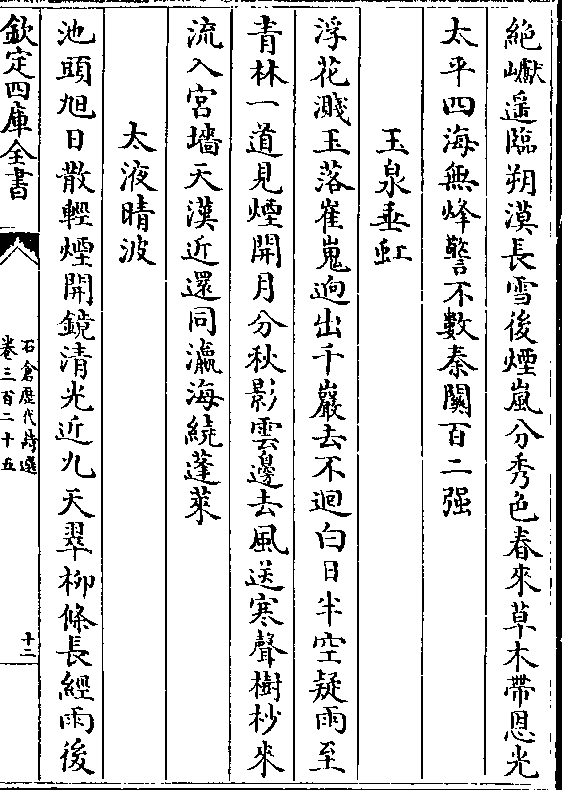 絶巘遥臨朔漠長雪後煙嵐分秀色春來草木帶恩光
太平四海無烽警不數秦關百二强
玉泉垂虹
浮花濺玉落崔嵬逈出千巖去不迴白日半空疑雨至
青林一道見煙開月分秋影雲邊去風送寒聲樹杪來
流入宫墻天漢近還同瀛海繞蓬萊
太液晴波
池頭旭日散輕煙開鏡清光近九天翠栁條長經雨後
欽定四庫全書
石倉歴代詩選
卷三百二十五
十二